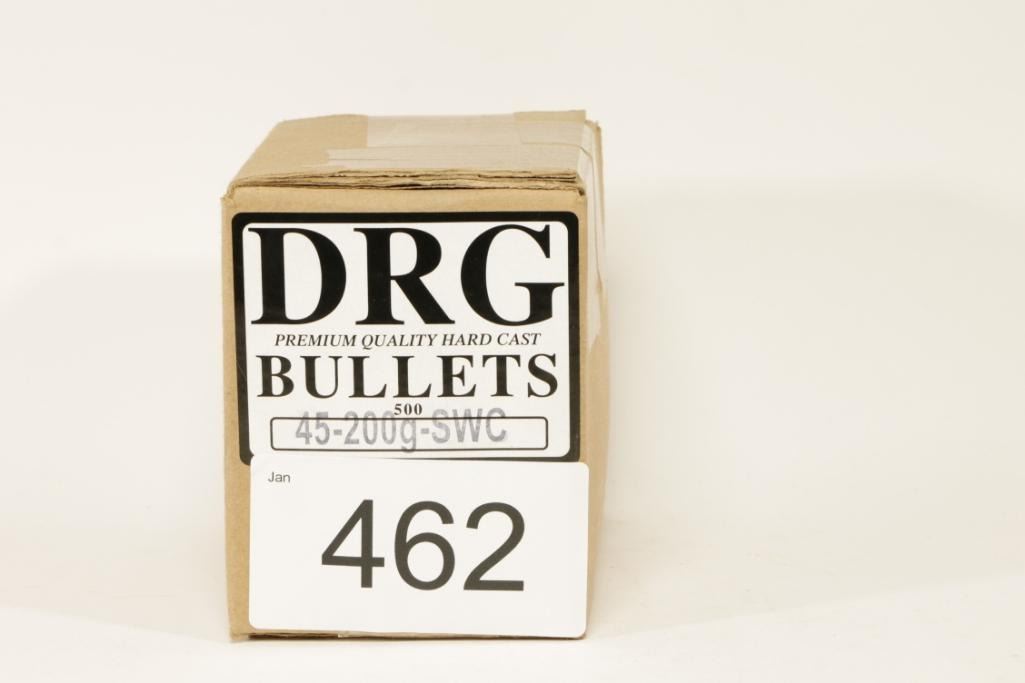 DRG
PREMIUM QUALITY HARD CAST
BULLETS
500
45-200g-SWC
Jan
462